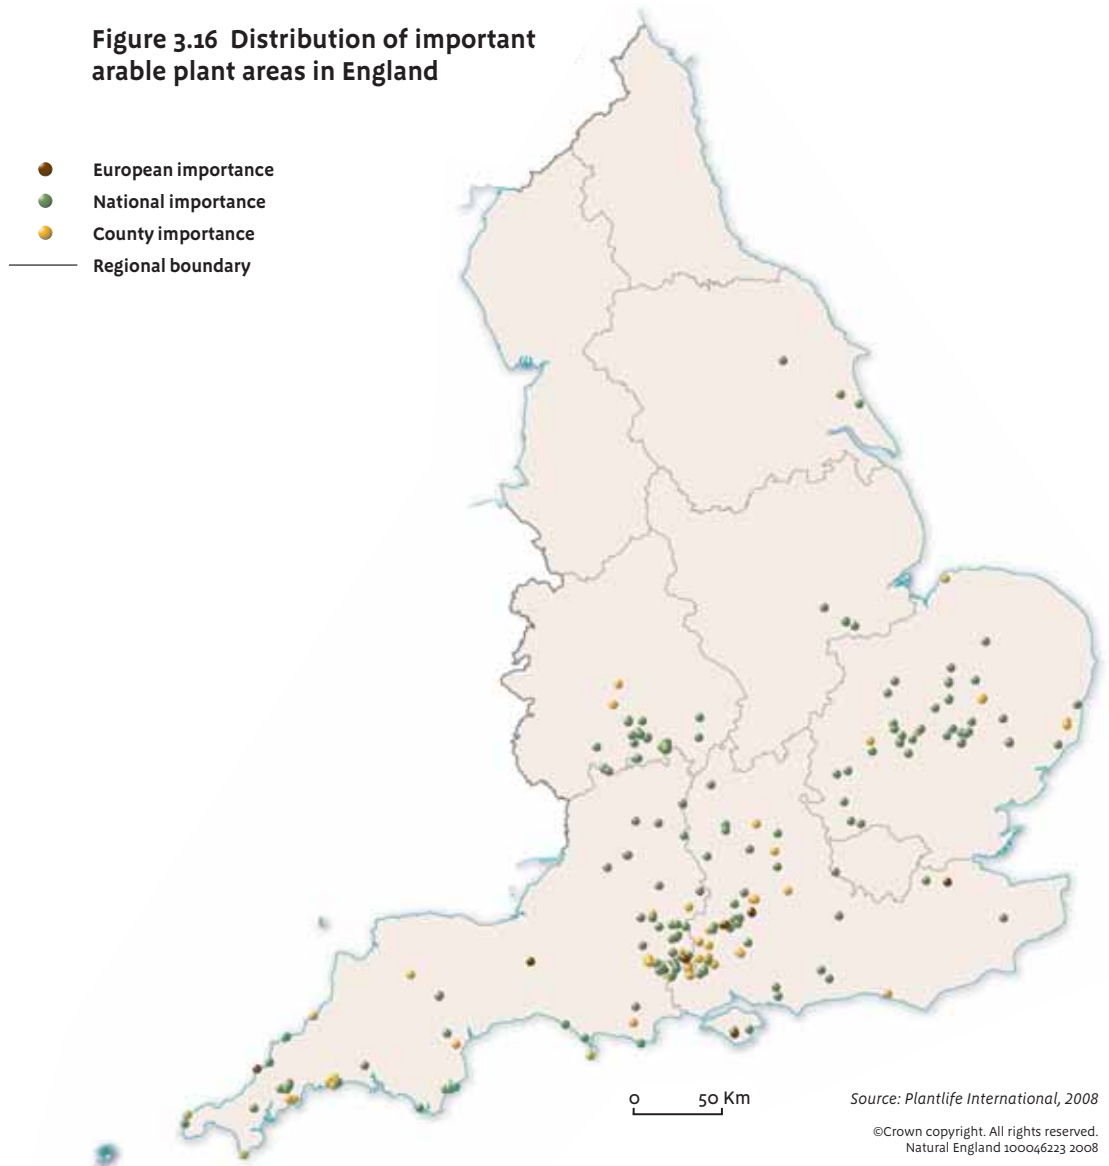 Figure 3.16 Distribution of important
arable plant areas in England
European importance
National importance
County importance
Regional boundary
0 50 Km
Source: Plantlife International, 2008
©Crown copyright. All rights reserved.
Natural England 100046223 2008